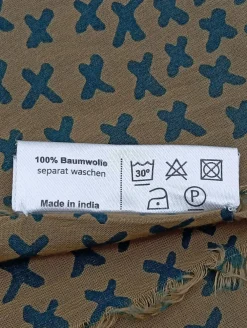 100% Baumwolle
separat waschen
30°
Made in india
P